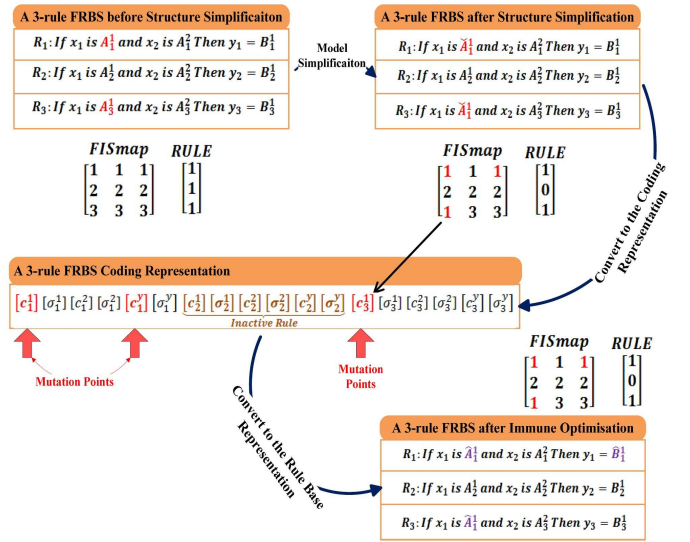 A 3-rule FRBS before Structure Simplificaiton
R₁: If x₁ is A₁¹ and x₂ is A₁² Then y₁ = B₁¹
R₂: If x₁ is A₂¹ and x₂ is A₂² Then y₂ = B₂¹
R₃: If x₁ is A₃¹ and x₂ is A₃² Then y₃ = B₃¹
Model
Simplificaiton
A 3-rule FRBS after Structure Simplification
R₁: If x₁ is Ǎ₁¹ and x₂ is A₁² Then y₁ = B₁¹
R₂: If x₁ is A₂¹ and x₂ is A₂² Then y₂ = B₂¹
R₃: If x₁ is Ǎ₁¹ and x₂ is A₃² Then y₃ = B₃¹
FISmap RULE
[1 1 1] [1]
[2 2 2] [1]
[3 3 3] [1]
FISmap RULE
[1 1 1] [1]
[2 2 2] [0]
[1 3 3] [1]
Convert to the Coding
Representation
A 3-rule FRBS Coding Representation
[c₁¹] [σ₁¹] [c₁²] [σ₁²] [c₁ʸ] [σ₁ʸ] [c₂¹] [σ₂¹] [c₂²] [σ₂²] [c₂ʸ] [σ₂ʸ] [c₃¹] [σ₃¹] [c₃²] [σ₃²] [c₃ʸ] [σ₃ʸ]
Inactive Rule
Mutation Points
Mutation
Points
FISmap RULE
[1 1 1] [1]
[2 2 2] [0]
[1 3 3] [1]
Convert to the Rule Base
Representation
A 3-rule FRBS after Immune Optimisation
R₁: If x₁ is Â₁¹ and x₂ is A₁² Then y₁ = B̂₁¹
R₂: If x₁ is A₂¹ and x₂ is A₂² Then y₂ = B₂¹
R₃: If x₁ is Â₁¹ and x₂ is A₃² Then y₃ = B₃¹